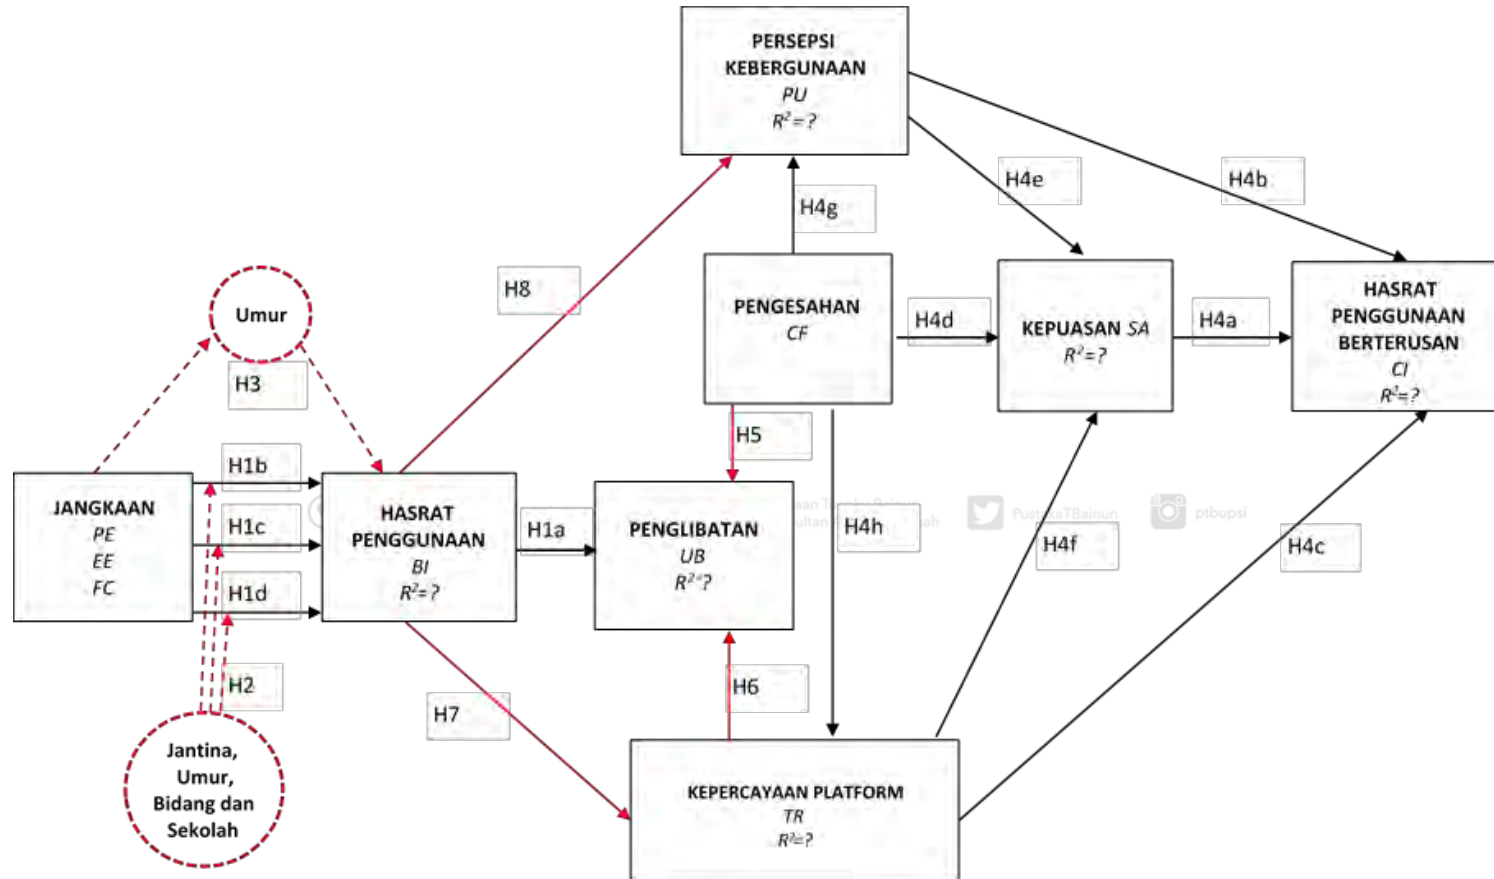 PERSEPSI
KEBERGUNAAN
PU
R²=?
H4e
H4b
H4g
H8
Umur
H3
PENGESAHAN
CF
H4d
KEPUASAN SA
R²=?
H4a
HASRAT
PENGGUNAAN
BERTERUSAN
CI
R²=?
H5
JANGKAAN
PE
EE
FC
H1b
H1c
H1d
HASRAT
PENGGUNAAN
BI
R²=?
H1a
PENGLIBATAN
UB
R²=?
H4h
PustakaTBainun
ptbupsi
H4f
H4c
H2
H7
H6
Jantina,
Umur,
Bidang dan
Sekolah
KEPERCAYAAN PLATFORM
TR
R²=?